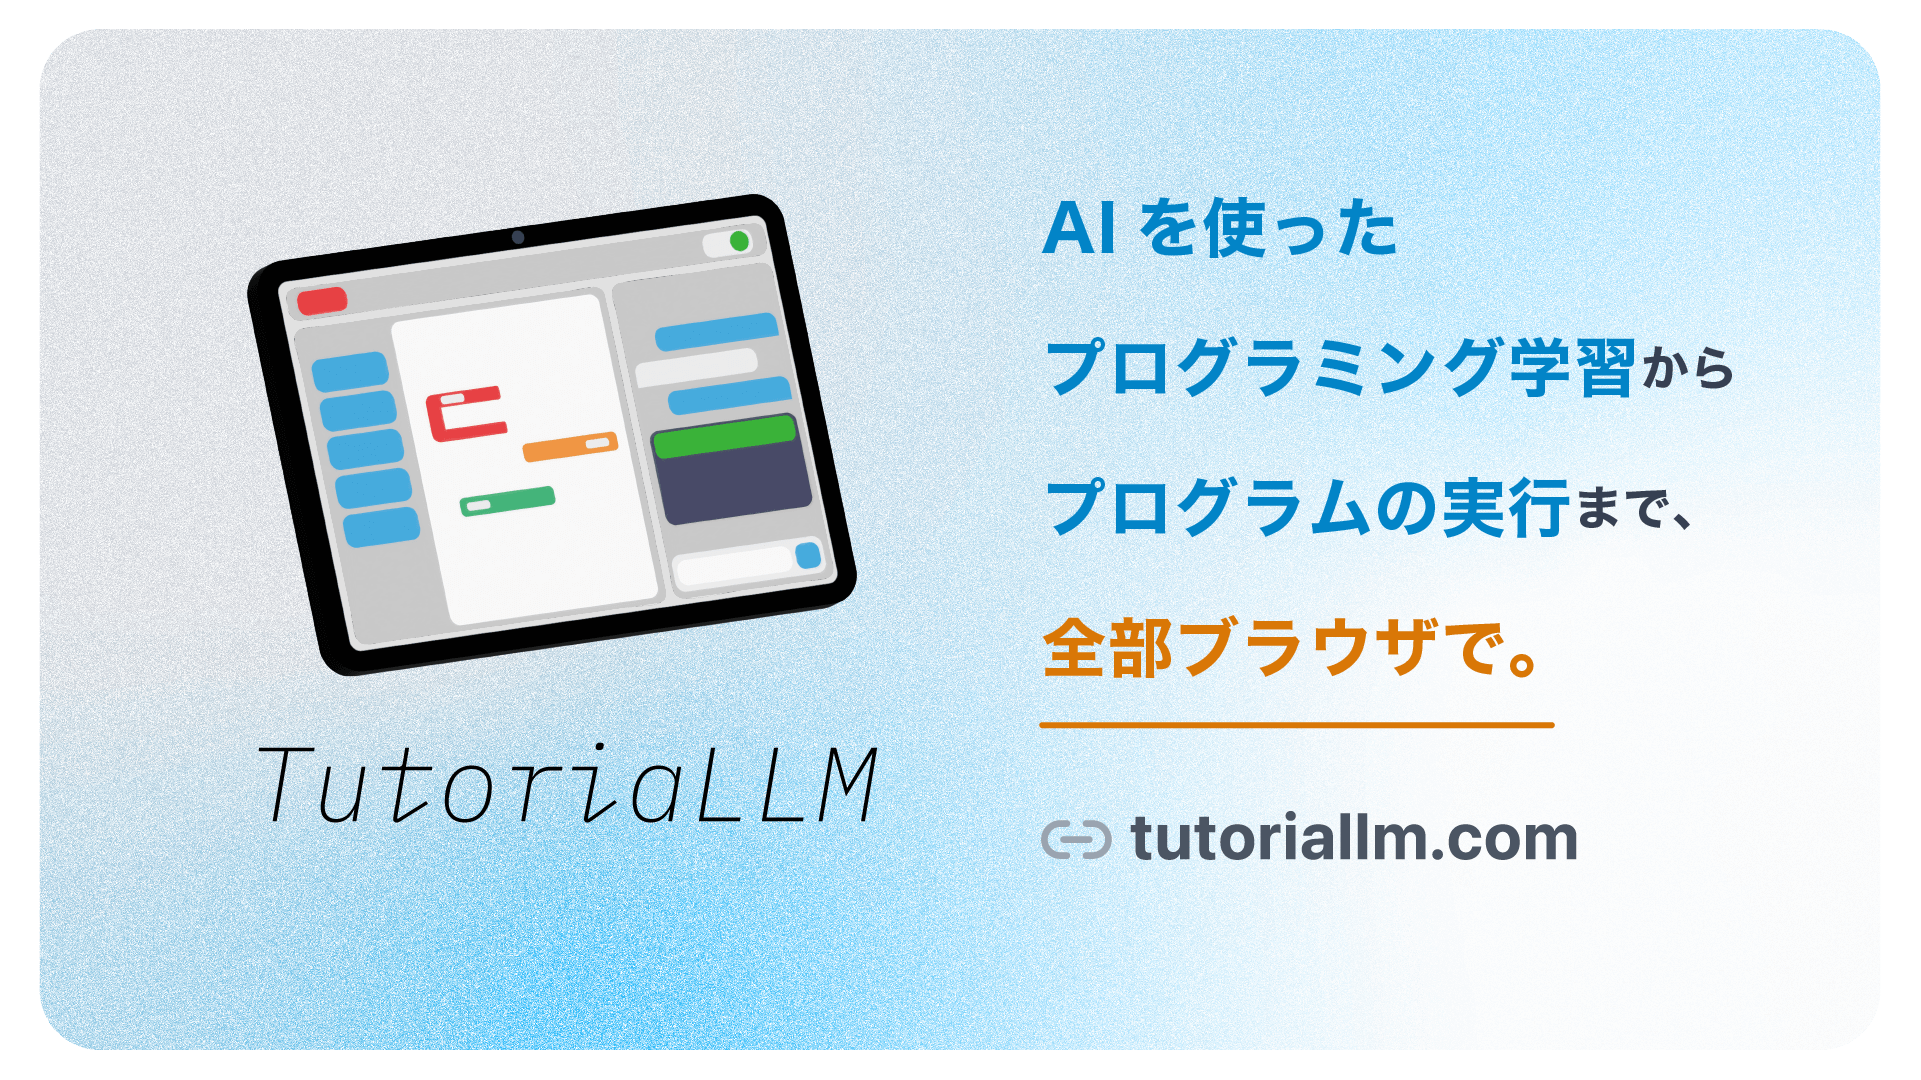 TutoriaLLM
AI を使った
プログラミング学習から
プログラムの実行まで、
全部ブラウザで。
tutoriallm.com